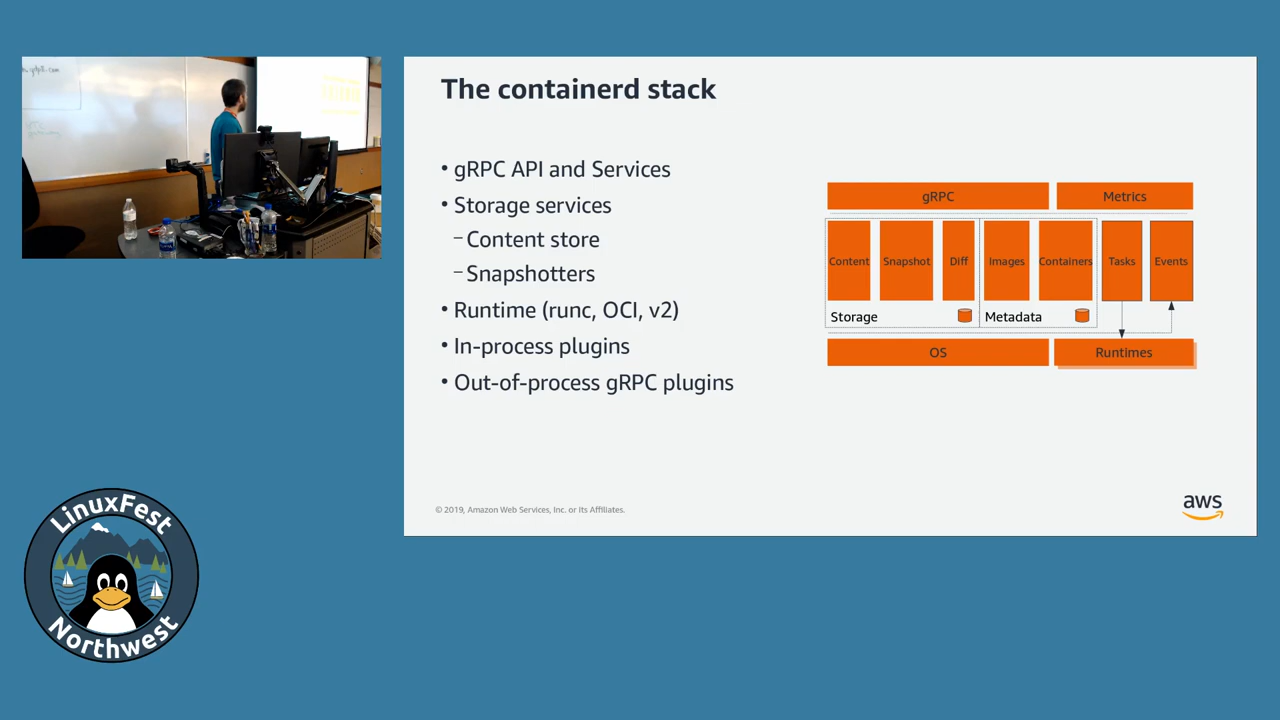 The containerd stack
• gRPC API and Services
• Storage services
– Content store
– Snapshotters
• Runtime (runc, OCI, v2)
• In-process plugins
• Out-of-process gRPC plugins
gRPC
Metrics
Content
Snapshot
Diff
Images
Containers
Tasks
Events
Storage
Metadata
OS
Runtimes
© 2019, Amazon Web Services, Inc. or its Affiliates.
aws
LinuxFest
Northwest